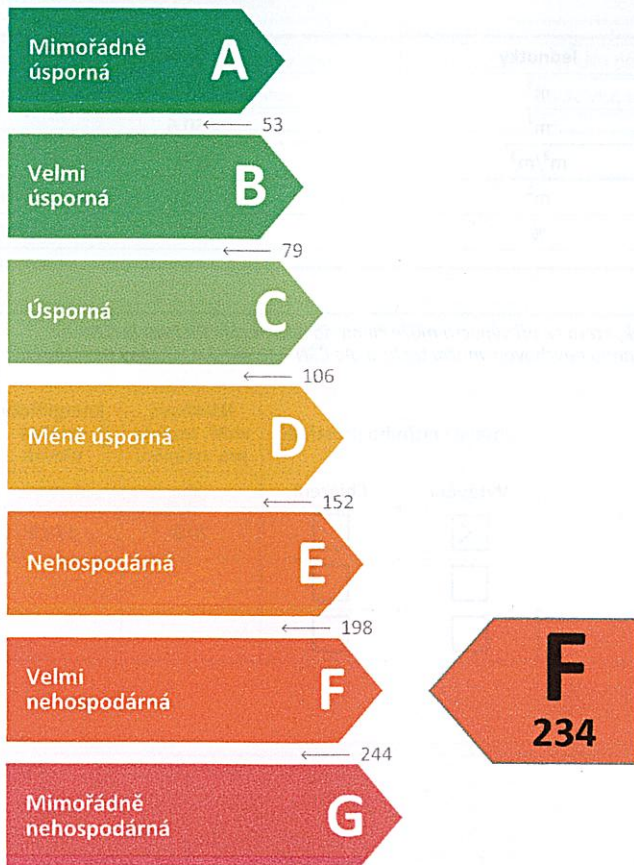 Mimořádně
úsporná
A
53
Velmi
úsporná
B
79
Úsporná
C
106
Méně úsporná
D
152
Nehospodárná
E
198
Velmi
nehospodárná
F
F
234
244
Mimořádně
nehospodárná
G